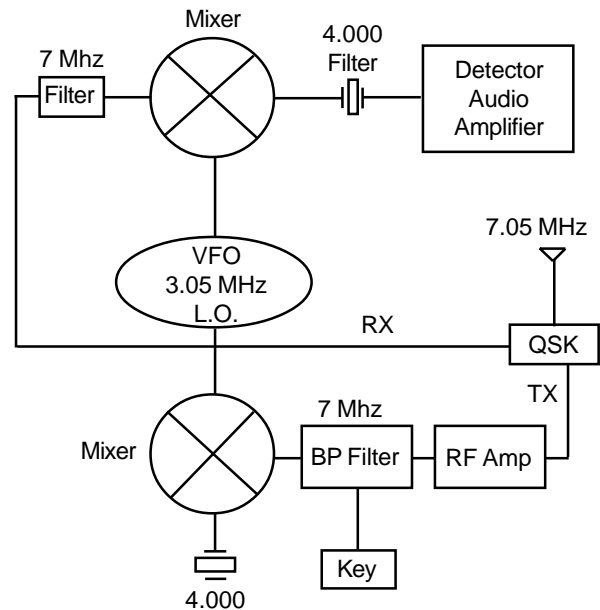 Mixer
7 Mhz
Filter
4.000
Filter
Detector
Audio
Amplifier
VFO
3.05 MHz
L.O.
7.05 MHz
RX
QSK
TX
Mixer
7 Mhz
BP Filter
RF Amp
Key
4.000